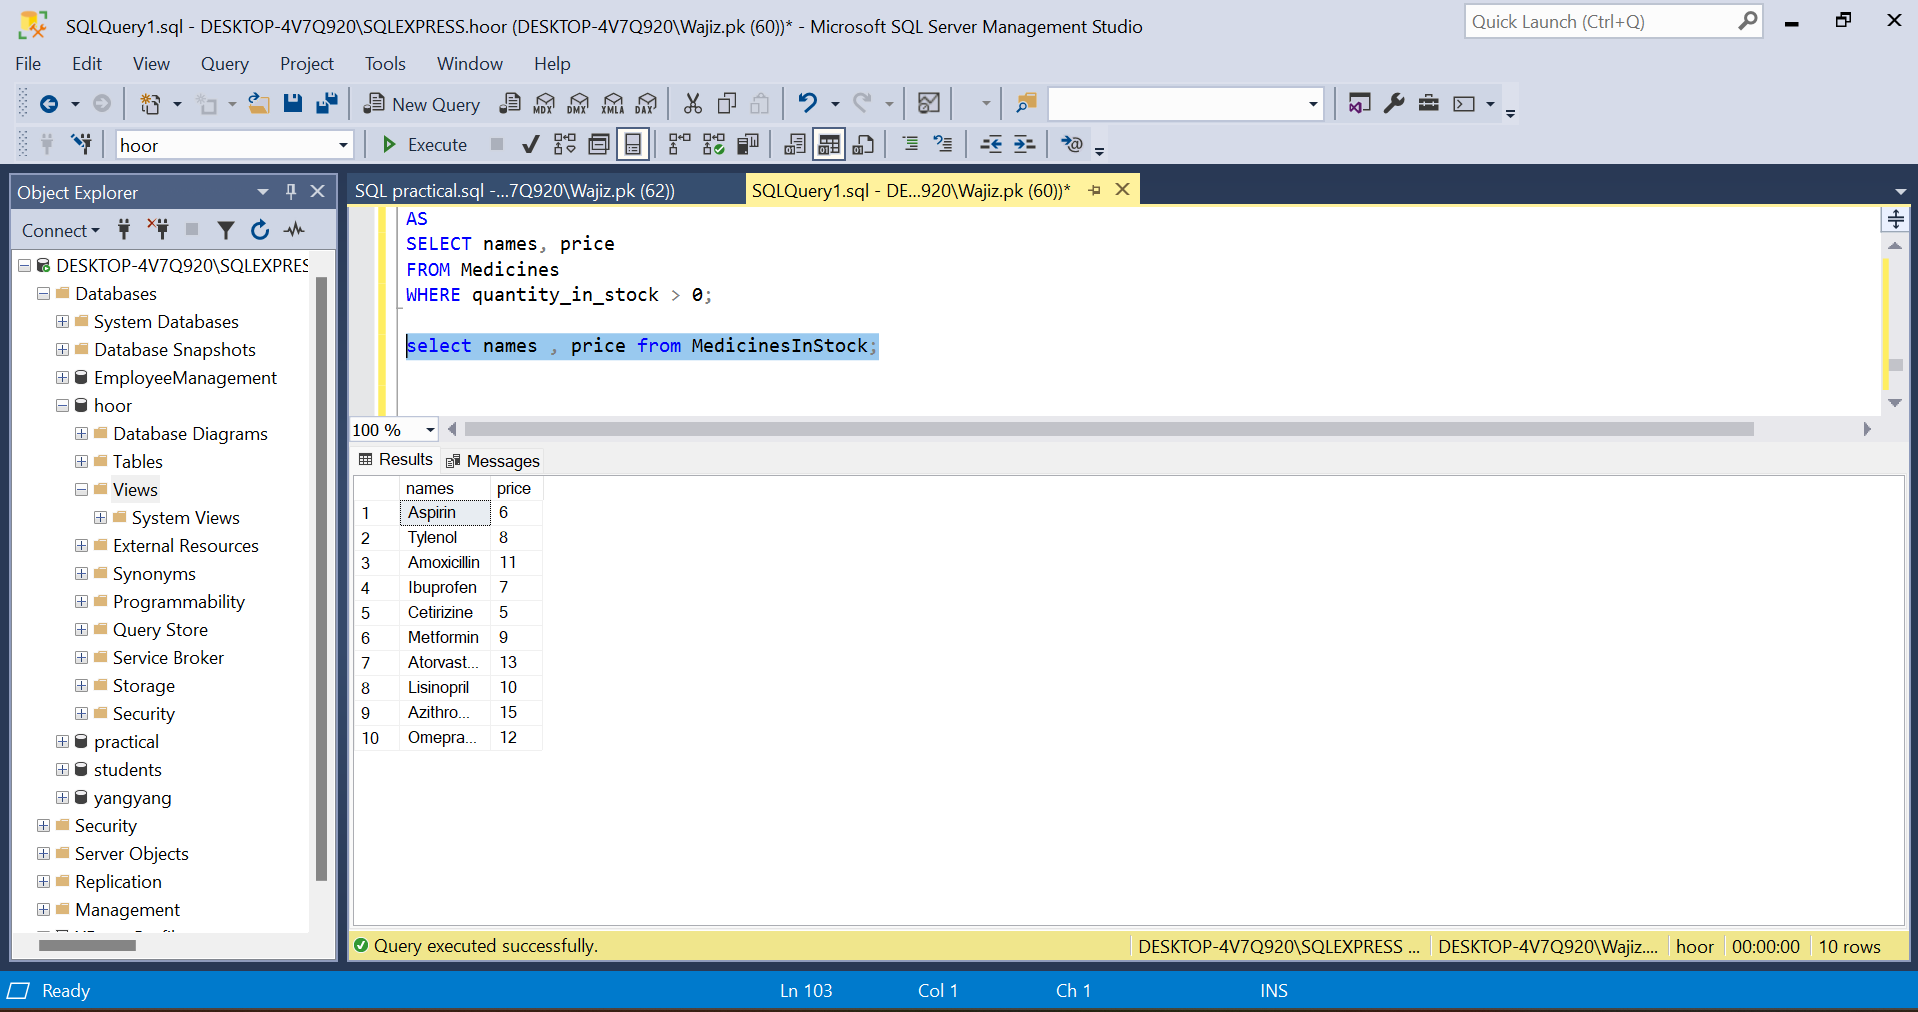 SQLQuery1.sql - DESKTOP-4V7Q920\SQLEXPRESS.hoor (DESKTOP-4V7Q920\Wajiz.pk (60))* - Microsoft SQL Server Management Studio
Quick Launch (Ctrl+Q)
File Edit View Query Project Tools Window Help
New Query MDX DMX XMLA DAX
hoor Execute
Object Explorer
SQL practical.sql -...7Q920\Wajiz.pk (62))
SQLQuery1.sql - DE...920\Wajiz.pk (60))*
Connect
DESKTOP-4V7Q920\SQLEXPRES
Databases
System Databases
Database Snapshots
EmployeeManagement
hoor
Database Diagrams
Tables
Views
System Views
External Resources
Synonyms
Programmability
Query Store
Service Broker
Storage
Security
practical
students
yangyang
Security
Server Objects
Replication
Management
AS
SELECT names, price
FROM Medicines
WHERE quantity_in_stock > 0;
select names , price from MedicinesInStock;
100 %
Results Messages
names price
1 Aspirin 6
2 Tylenol 8
3 Amoxicillin 11
4 Ibuprofen 7
5 Cetirizine 5
6 Metformin 9
7 Atorvast... 13
8 Lisinopril 10
9 Azithro... 15
10 Omepra... 12
Query executed successfully.
DESKTOP-4V7Q920\SQLEXPRESS ... DESKTOP-4V7Q920\Wajiz.... hoor 00:00:00 10 rows
Ready Ln 103 Col 1 Ch 1 INS